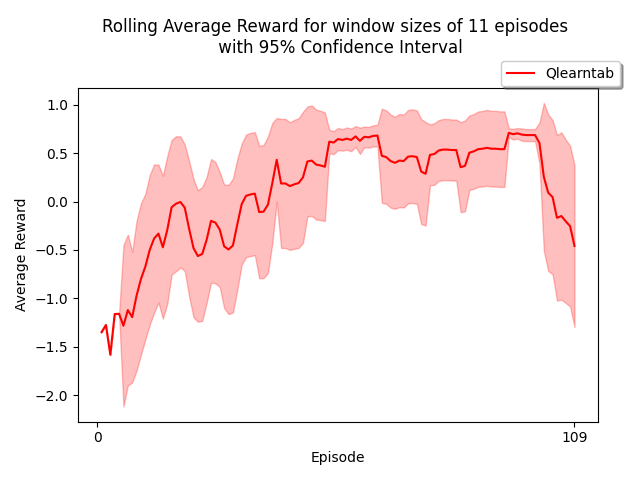 Rolling Average Reward for window sizes of 11 episodes
with 95% Confidence Interval
Qlearntab
1.0
0.5
0.0
−0.5
−1.0
−1.5
−2.0
Average Reward
0
109
Episode